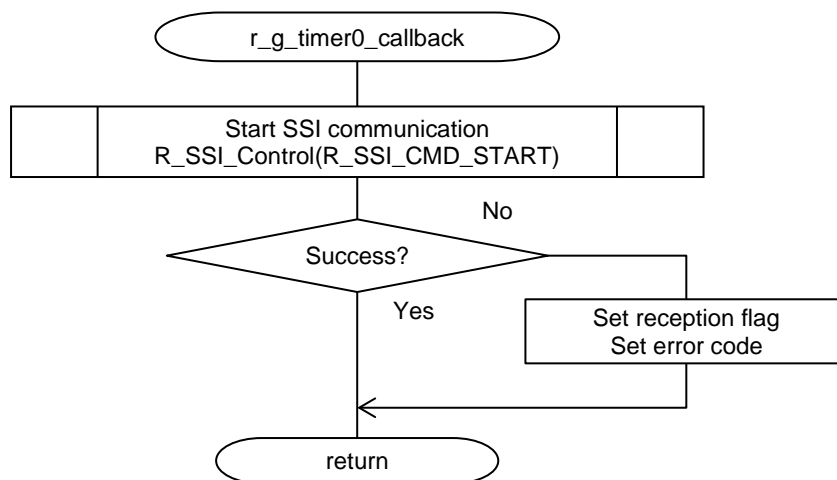 r_g_timer0_callback
Start SSI communication
R_SSI_Control(R_SSI_CMD_START)
No
Success?
Yes
Set reception flag
Set error code
return